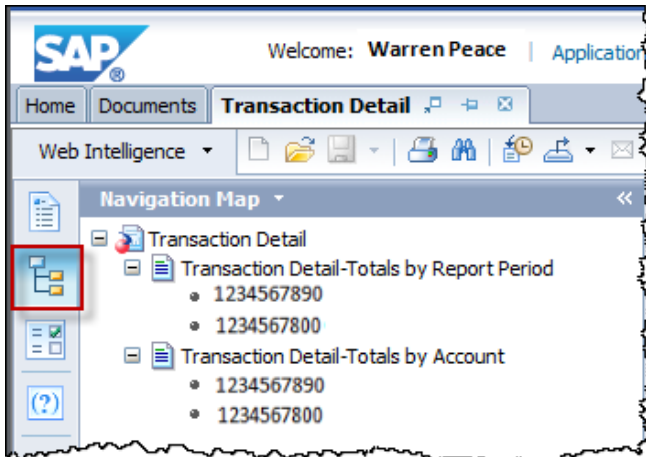 SAP®
Welcome: Warren Peace | Application
Home Documents Transaction Detail
Web Intelligence
Navigation Map
Transaction Detail
Transaction Detail-Totals by Report Period
1234567890
1234567800
Transaction Detail-Totals by Account
1234567890
1234567800
(?)